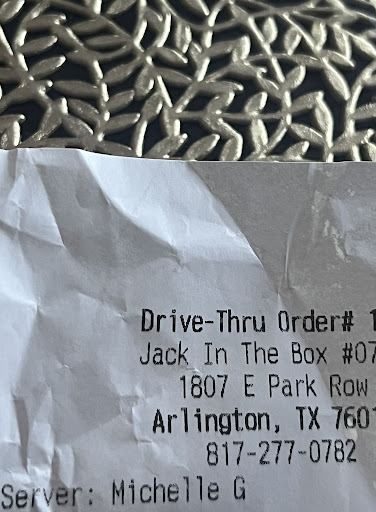 Drive-Thru Order# 1
Jack In The Box #07
1807 E Park Row
Arlington, TX 7601
817-277-0782
Server: Michelle G